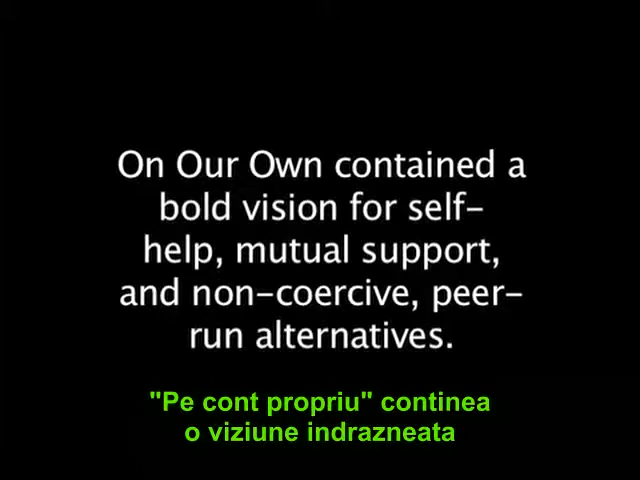 On Our Own contained a
bold vision for self-
help, mutual support,
and non-coercive, peer-
run alternatives.
"Pe cont propriu" continea
o viziune indrazneata